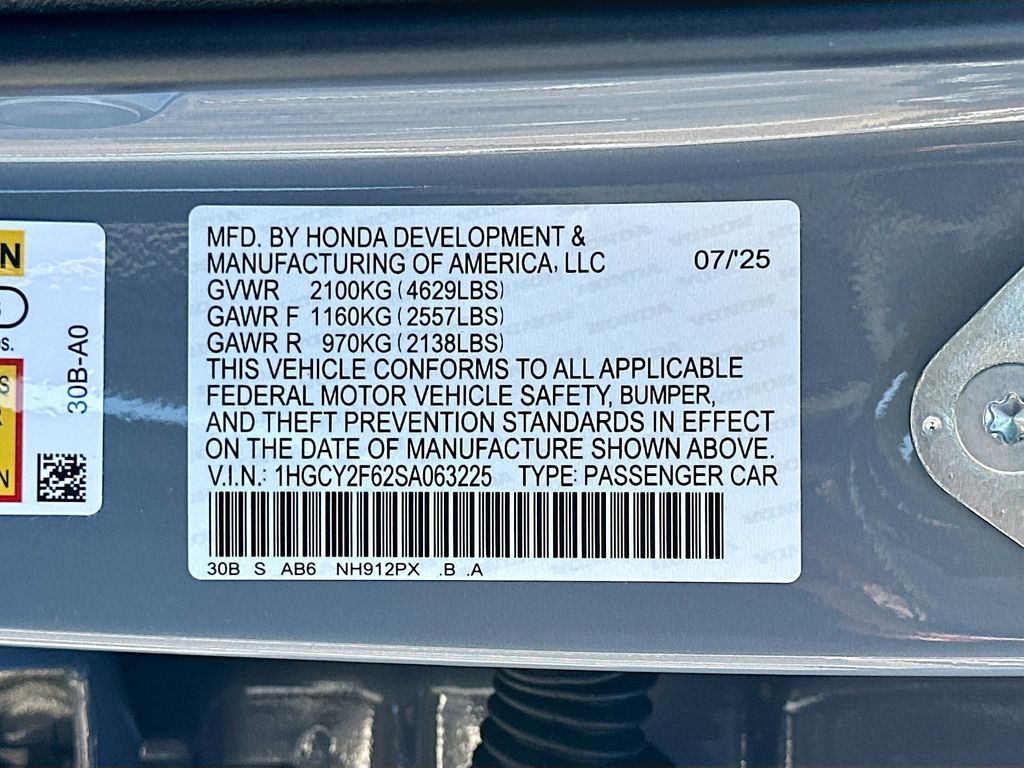 MFD. BY HONDA DEVELOPMENT &
MANUFACTURING OF AMERICA, LLC 07/'25
GVWR 2100KG (4629LBS)
GAWR F 1160KG (2557LBS)
GAWR R 970KG (2138LBS)
THIS VEHICLE CONFORMS TO ALL APPLICABLE
FEDERAL MOTOR VEHICLE SAFETY, BUMPER,
AND THEFT PREVENTION STANDARDS IN EFFECT
ON THE DATE OF MANUFACTURE SHOWN ABOVE.
V.I.N.: 1HGCY2F62SA063225 TYPE: PASSENGER CAR
30B S AB6 NH912PX .B .A
30B-A0